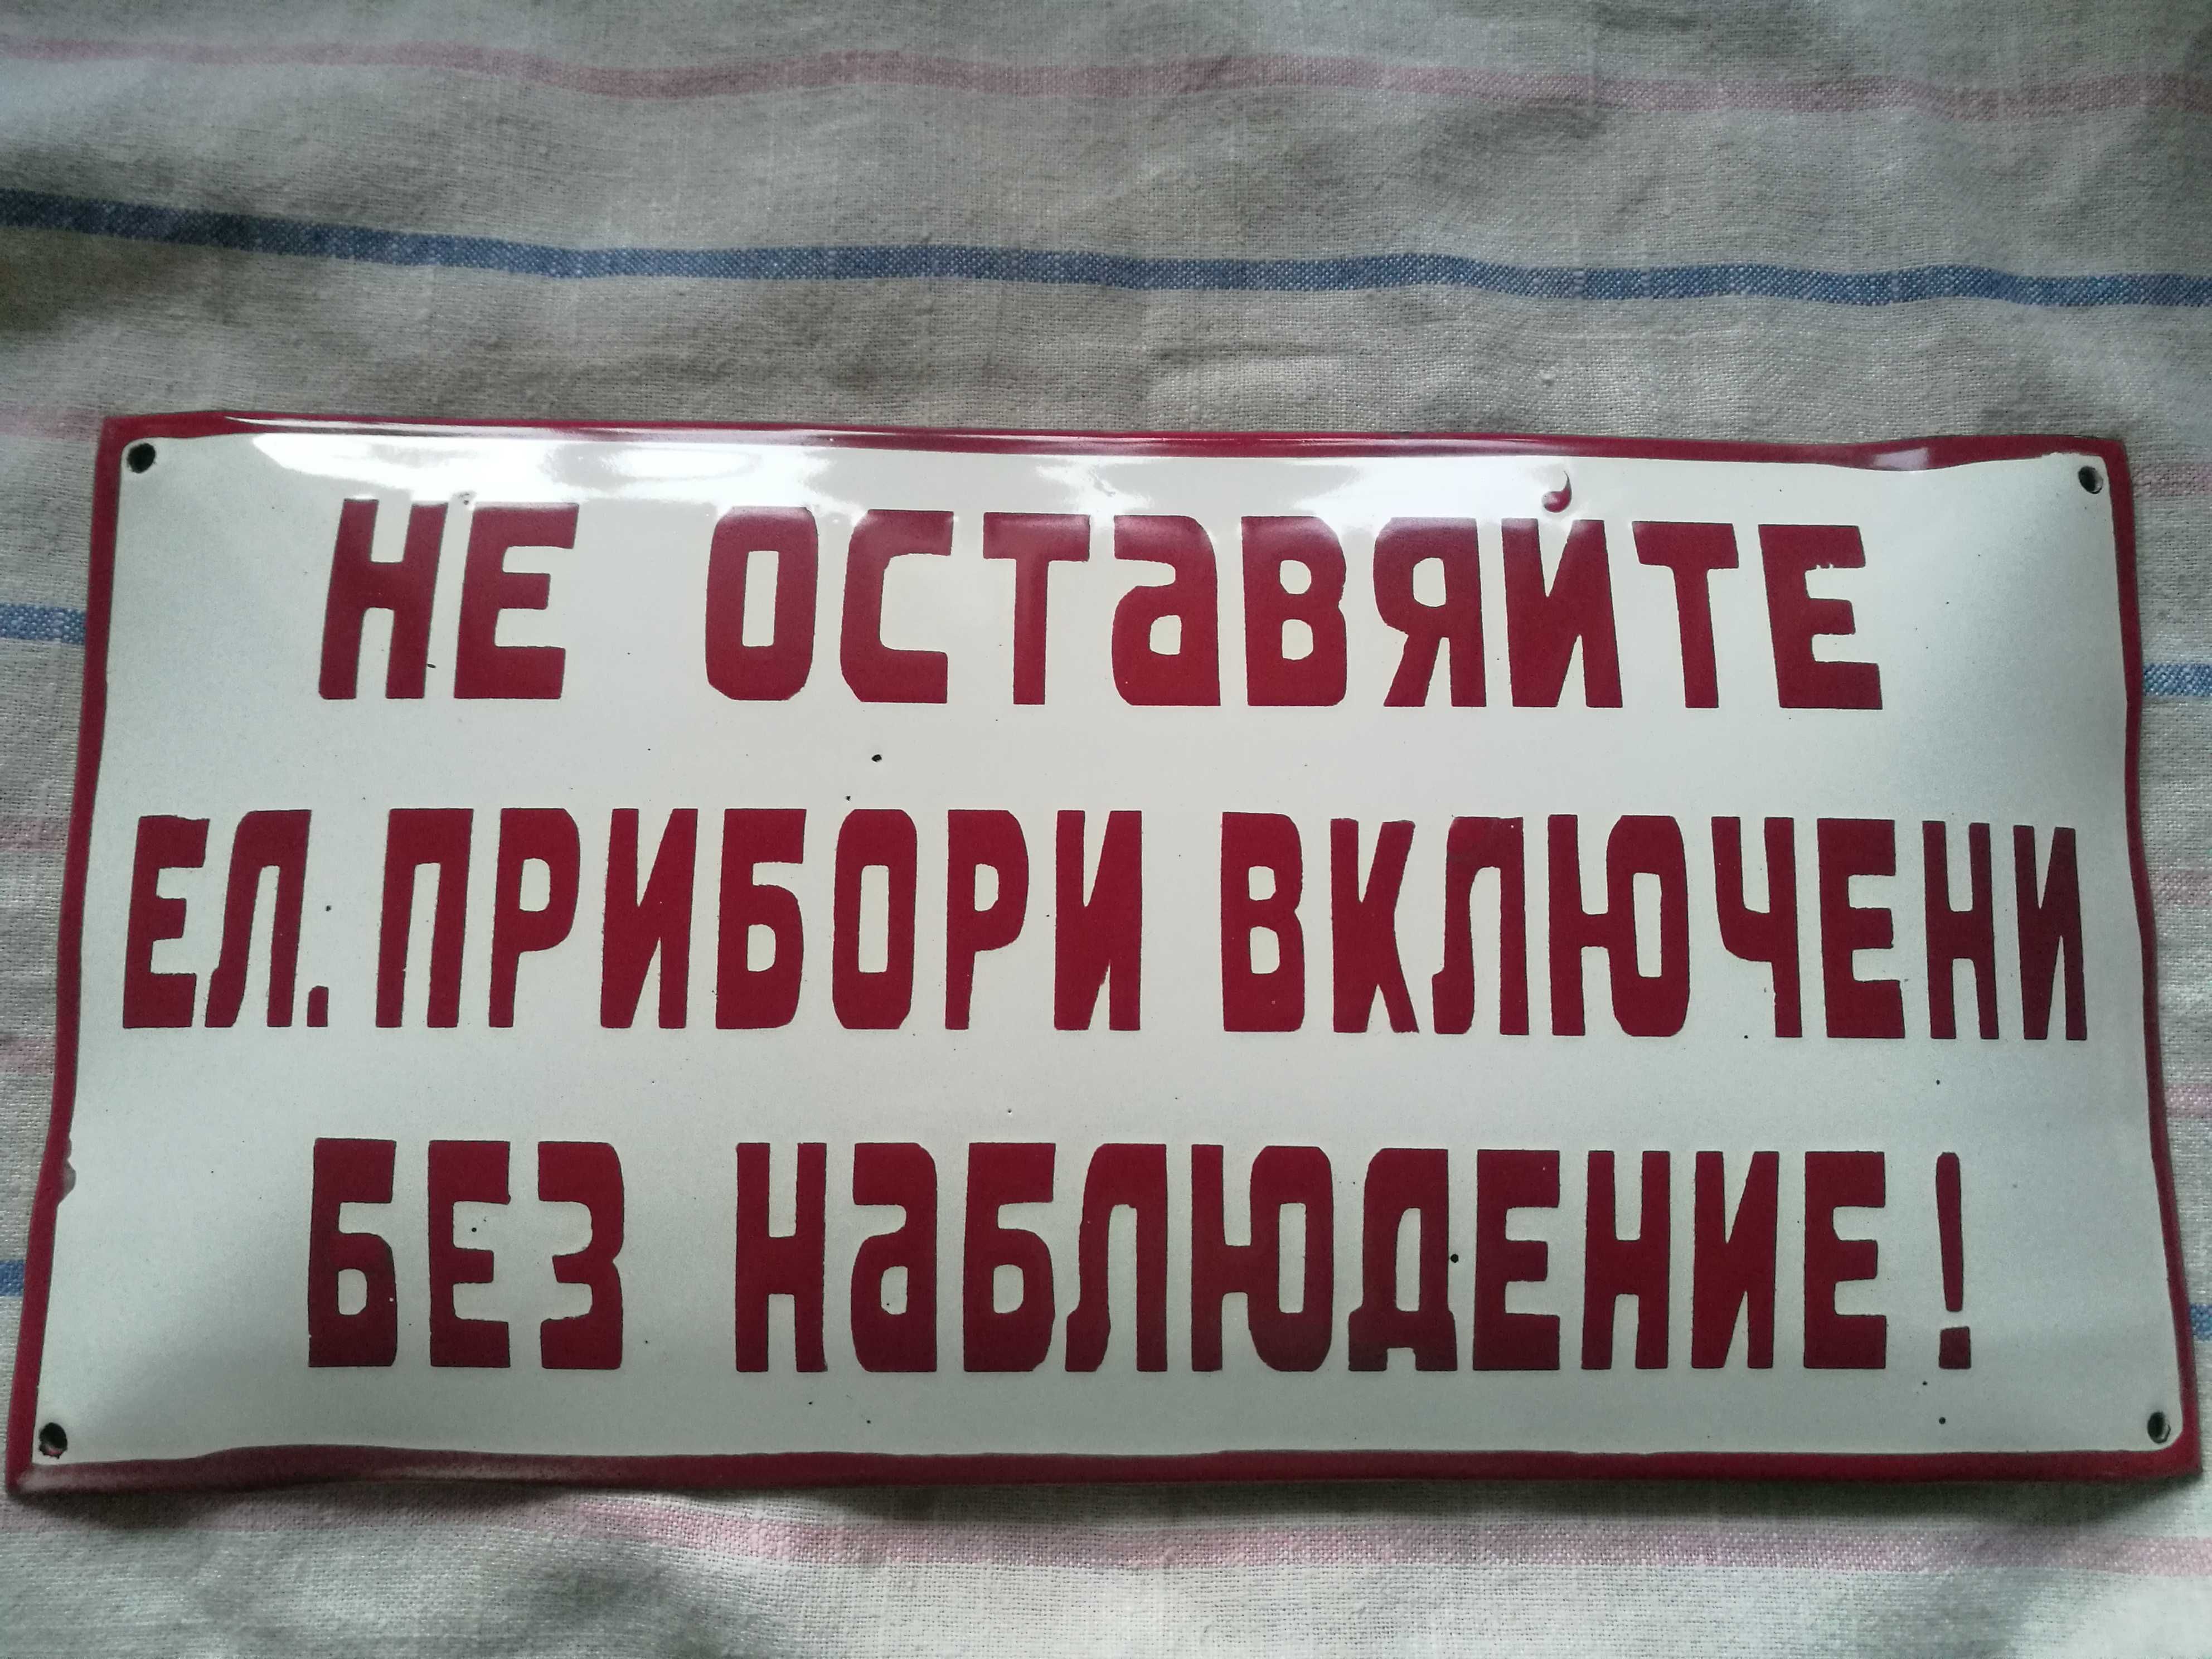 НЕ ОСТАВЯЙТЕ
ЕЛ. ПРИБОРИ ВКЛЮЧЕНИ
БЕЗ НАБЛЮДЕНИЕ!